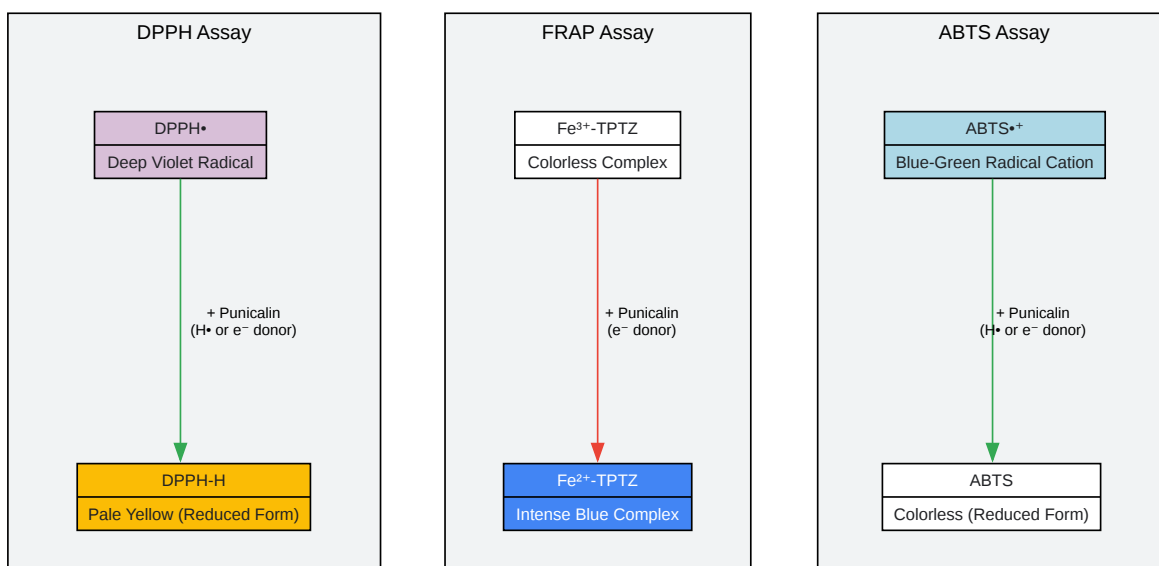 DPPH Assay
DPPH•
Deep Violet Radical
+ Punicalin
(H• or e⁻ donor)
DPPH-H
Pale Yellow (Reduced Form)
FRAP Assay
Fe³⁺-TPTZ
Colorless Complex
+ Punicalin
(e⁻ donor)
Fe²⁺-TPTZ
Intense Blue Complex
ABTS Assay
ABTS•⁺
Blue-Green Radical Cation
+ Punicalin
(H• or e⁻ donor)
ABTS
Colorless (Reduced Form)